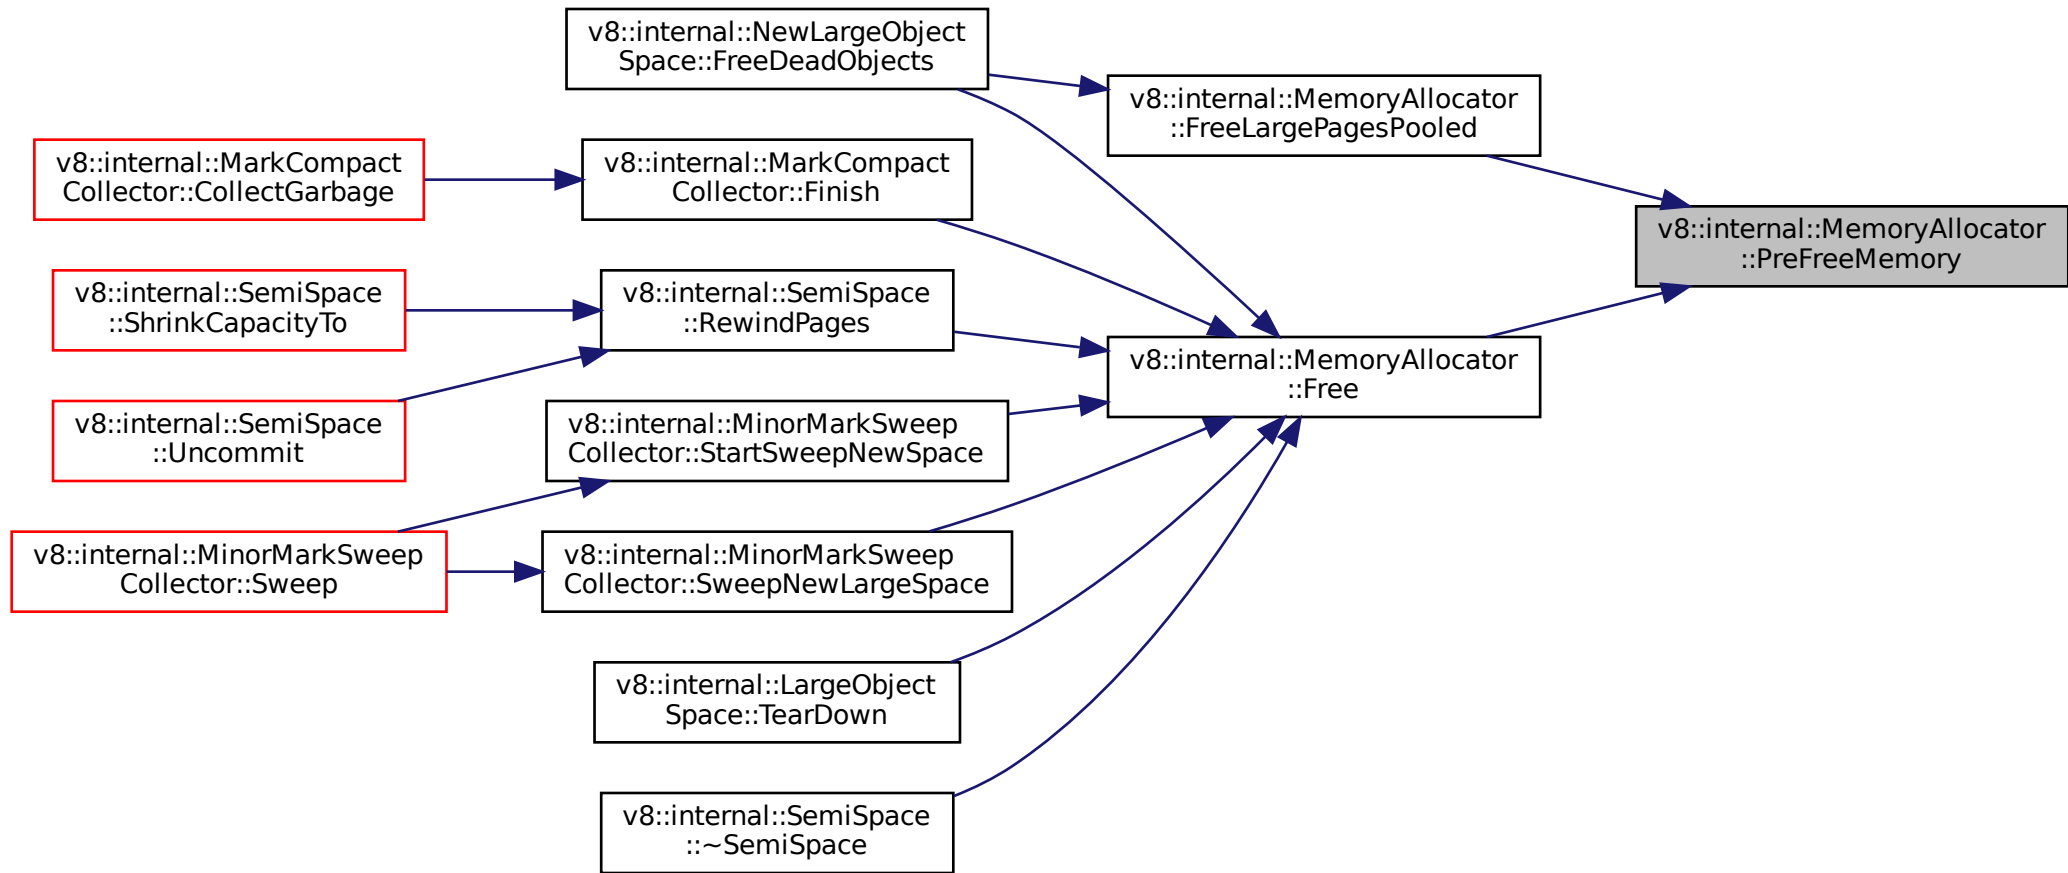 v8::internal::NewLargeObject
Space::FreeDeadObjects
v8::internal::MemoryAllocator
::FreeLargePagesPooled
v8::internal::MarkCompact
Collector::CollectGarbage
v8::internal::MarkCompact
Collector::Finish
v8::internal::MemoryAllocator
::PreFreeMemory
v8::internal::SemiSpace
::ShrinkCapacityTo
v8::internal::SemiSpace
::RewindPages
v8::internal::MemoryAllocator
::Free
v8::internal::SemiSpace
::Uncommit
v8::internal::MinorMarkSweep
Collector::StartSweepNewSpace
v8::internal::MinorMarkSweep
Collector::Sweep
v8::internal::MinorMarkSweep
Collector::SweepNewLargeSpace
v8::internal::LargeObject
Space::TearDown
v8::internal::SemiSpace
::~SemiSpace